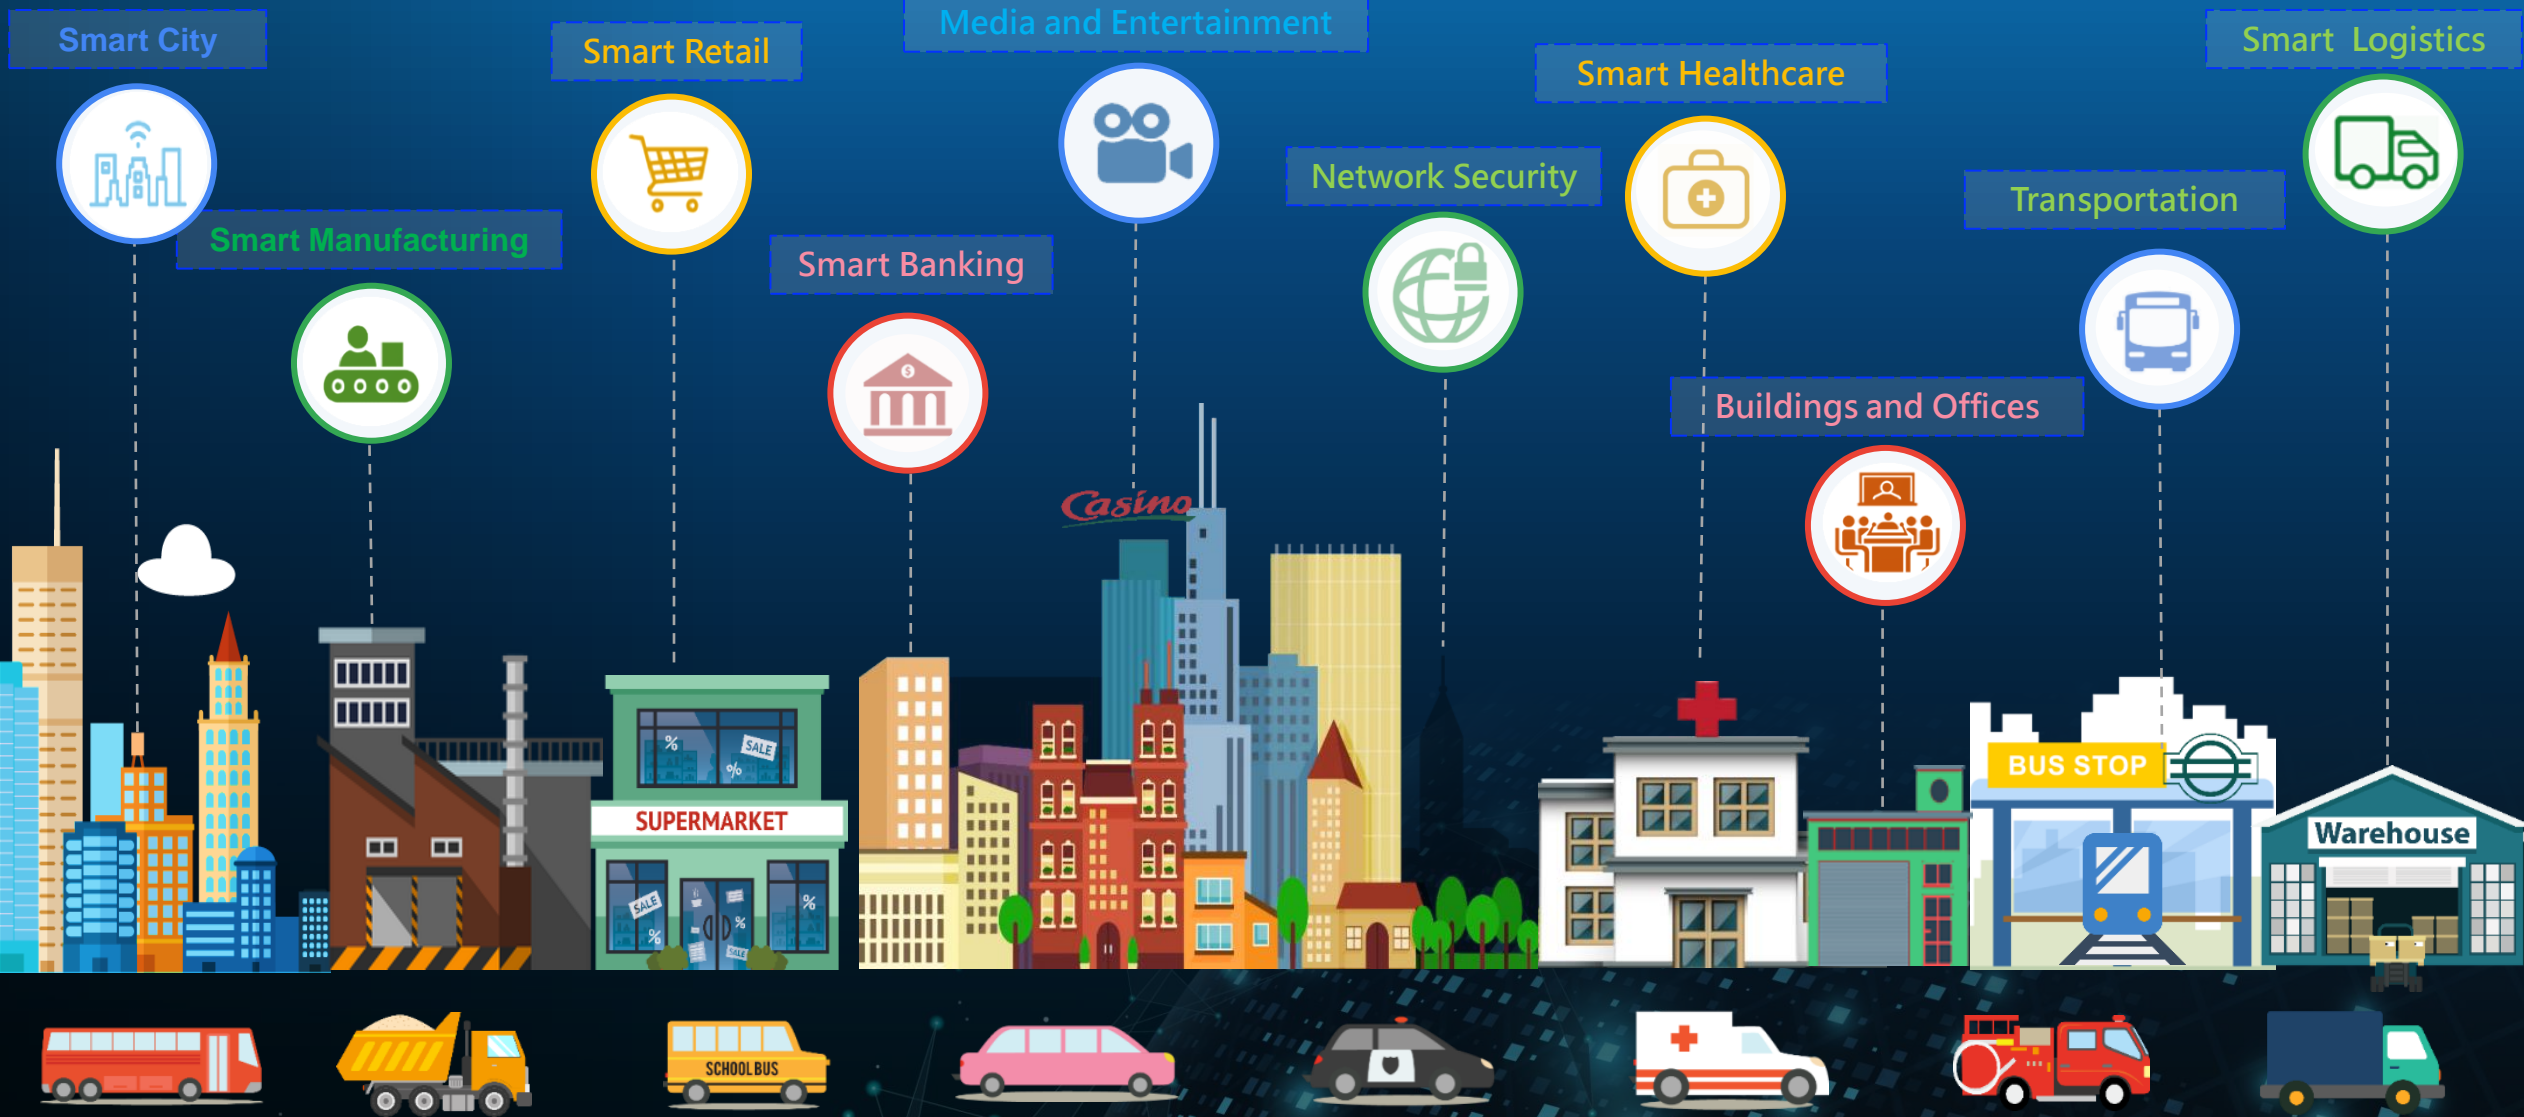 Smart City
Smart Manufacturing
Smart Retail
Smart Banking
Media and Entertainment
Network Security
Smart Healthcare
Buildings and Offices
Transportation
Smart  Logistics
Casino
%
SALE
%
SUPERMARKET
SALE
%
%
%
SALE
BUS STOP
Warehouse
SCHOOL BUS
$